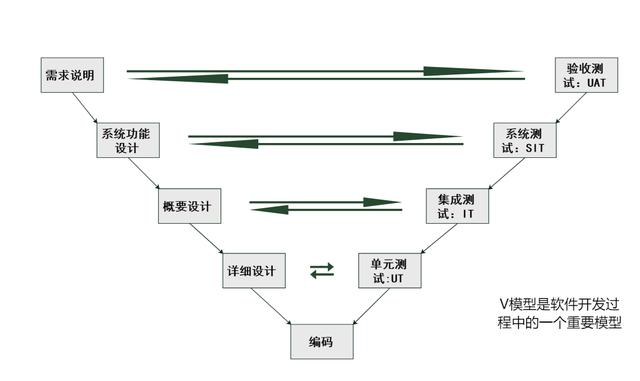 需求说明
验收测
试：UAT
系统功能
设计
系统测
试：SIT
概要设计
集成测
试：IT
详细设计
单元测
试:UT
V模型是软件开发过
程中的一个重要模型
编码